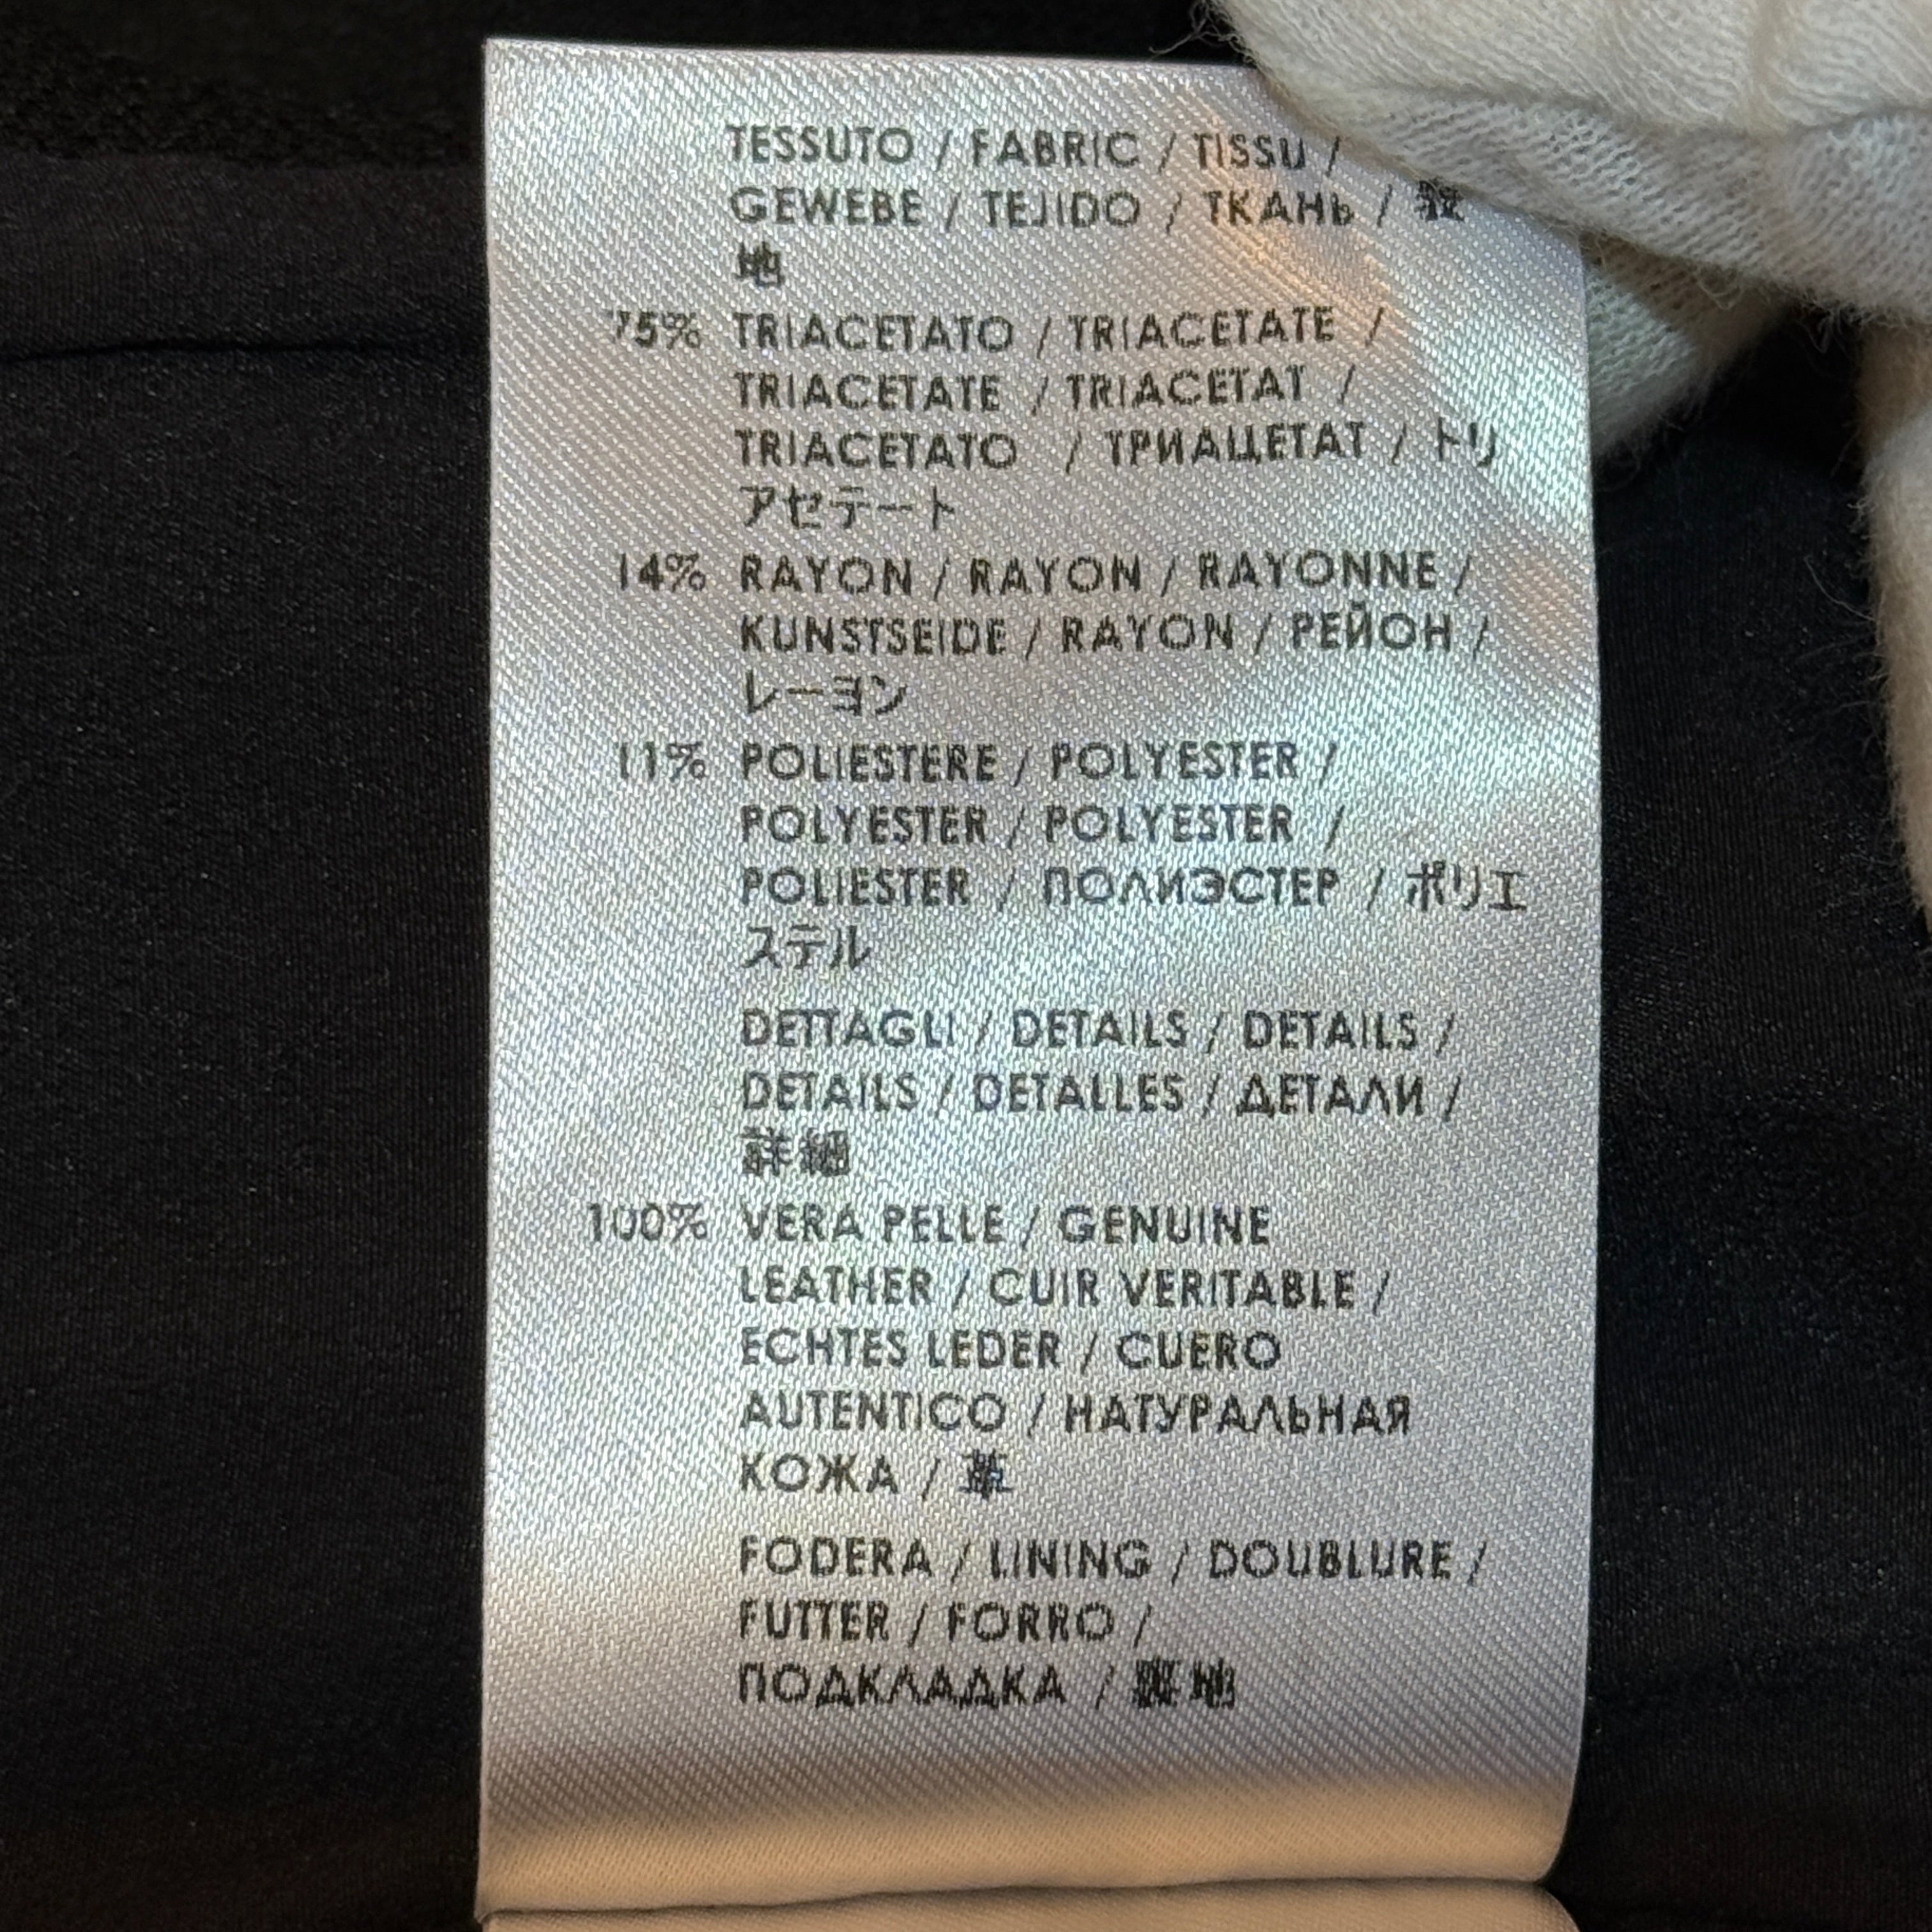 TESSUTO / FABRIC / TISSU /
GEWEBE / TEJIDO / ТКАНЬ / 表
地
75% TRIACETATO / TRIACETATE /
TRIACETATE / TRIACETAT /
TRIACETATO / ТРИАЦЕТАТ / トリ
アセテート
14% RAYON / RAYON / RAYONNE /
KUNSTSEIDE / RAYON / РЕЙОН /
レーヨン
11% POLIESTERE / POLYESTER /
POLYESTER / POLYESTER /
POLIESTER / ПОЛИЭСТЕР / ポリエ
ステル
DETTAGLI / DETAILS / DETAILS /
DETAILS / DETALLES / ДЕТАЛИ /
詳細
100% VERA PELLE / GENUINE
LEATHER / CUIR VERITABLE /
ECHTES LEDER / CUERO
AUTENTICO / НАТУРАЛЬНАЯ
КОЖА / 革
FODERA / LINING / DOUBLURE /
FUTTER / FORRO /
ПОДКЛАДКА / 裏地